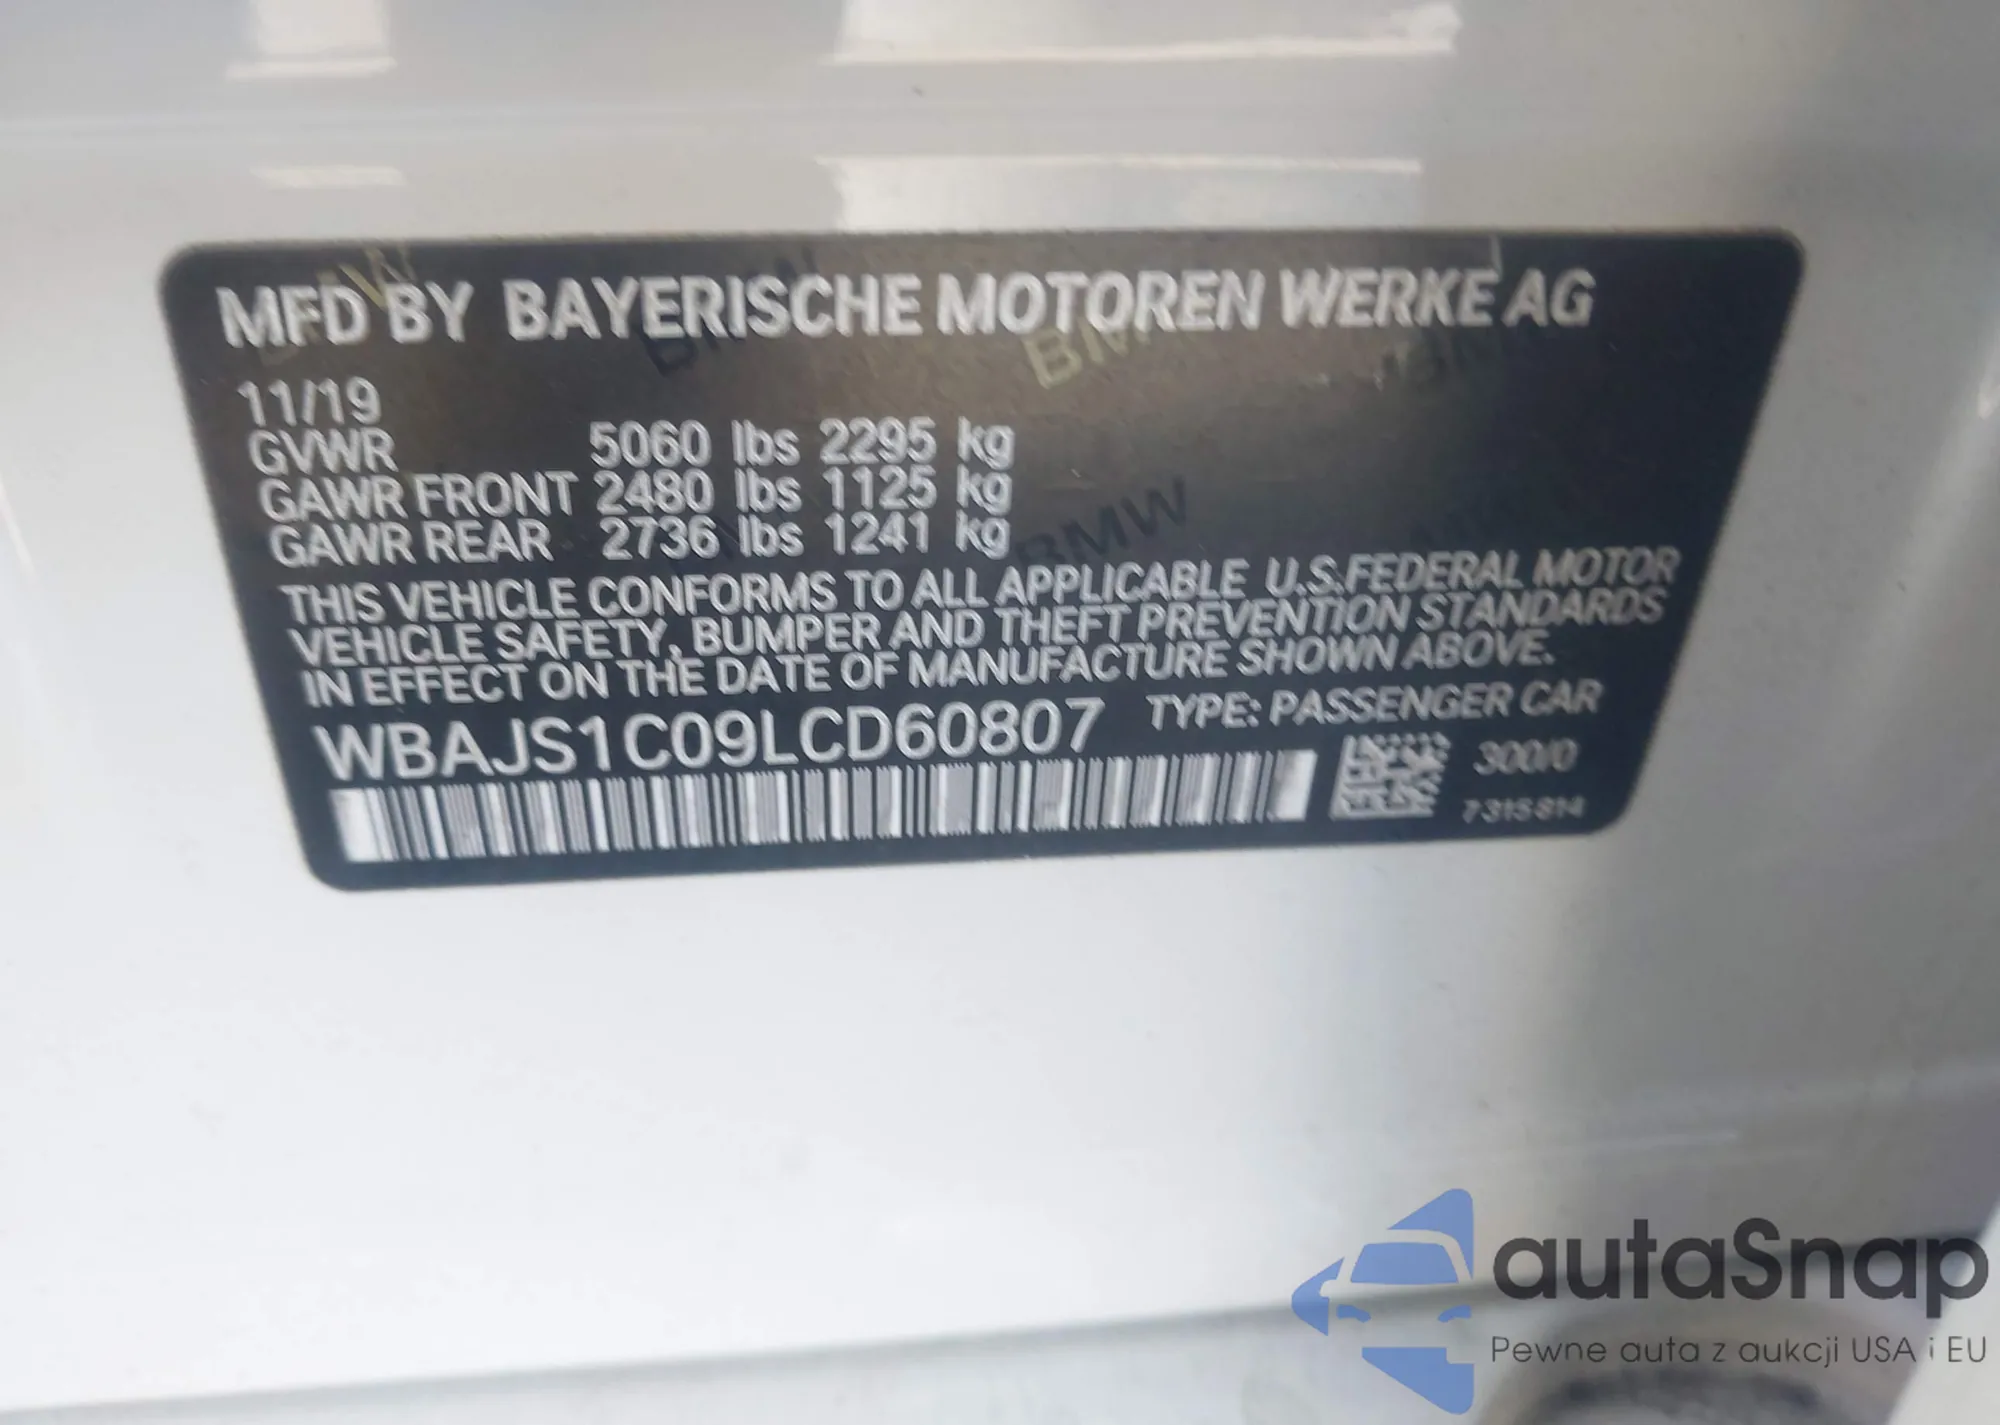 MFD BY BAYERISCHE MOTOREN WERKE AG
11/19
GVWR 5060 lbs 2295 kg
GAWR FRONT 2480 lbs 1125 kg
GAWR REAR 2736 lbs 1241 kg
THIS VEHICLE CONFORMS TO ALL APPLICABLE U.S.FEDERAL MOTOR
VEHICLE SAFETY, BUMPER AND THEFT PREVENTION STANDARDS
IN EFFECT ON THE DATE OF MANUFACTURE SHOWN ABOVE.
WBAJS1C09LCD60807 TYPE: PASSENGER CAR
300/0
7315814
autaSnap
Pewne auta z aukcji USA i EU